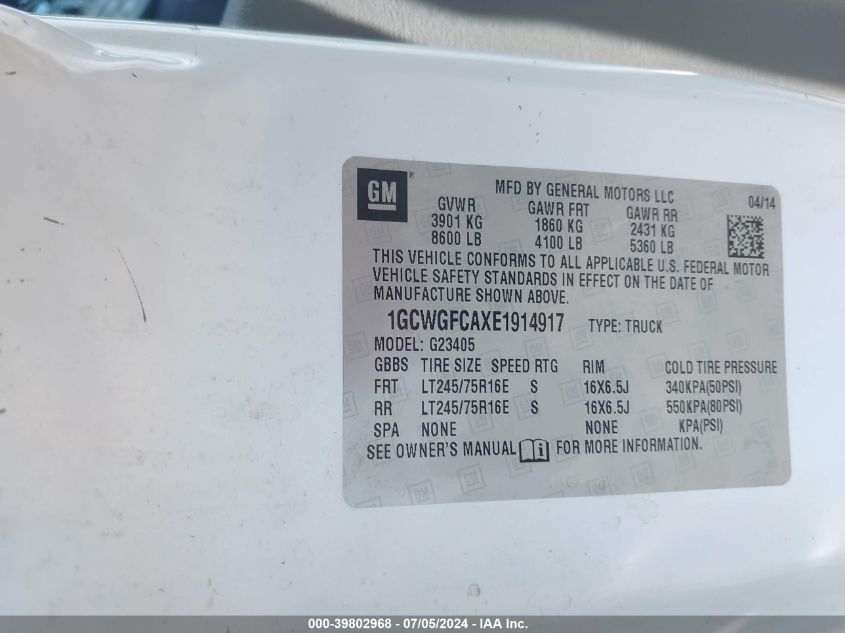 GM ®
MFD BY GENERAL MOTORS LLC 04/14
GVWR GAWR FRT GAWR RR
3901 KG 1860 KG 2431 KG
8600 LB 4100 LB 5360 LB
THIS VEHICLE CONFORMS TO ALL APPLICABLE U.S. FEDERAL MOTOR
VEHICLE SAFETY STANDARDS IN EFFECT ON THE DATE OF
MANUFACTURE SHOWN ABOVE.
1GCWGFCAXE1914917 TYPE: TRUCK
MODEL: G23405
GBBS TIRE SIZE SPEED RTG RIM COLD TIRE PRESSURE
FRT LT245/75R16E S 16X6.5J 340KPA(50PSI)
RR LT245/75R16E S 16X6.5J 550KPA(80PSI)
SPA NONE NONE KPA(PSI)
SEE OWNER'S MANUAL i FOR MORE INFORMATION.
000-39802968 - 07/05/2024 - IAA Inc.